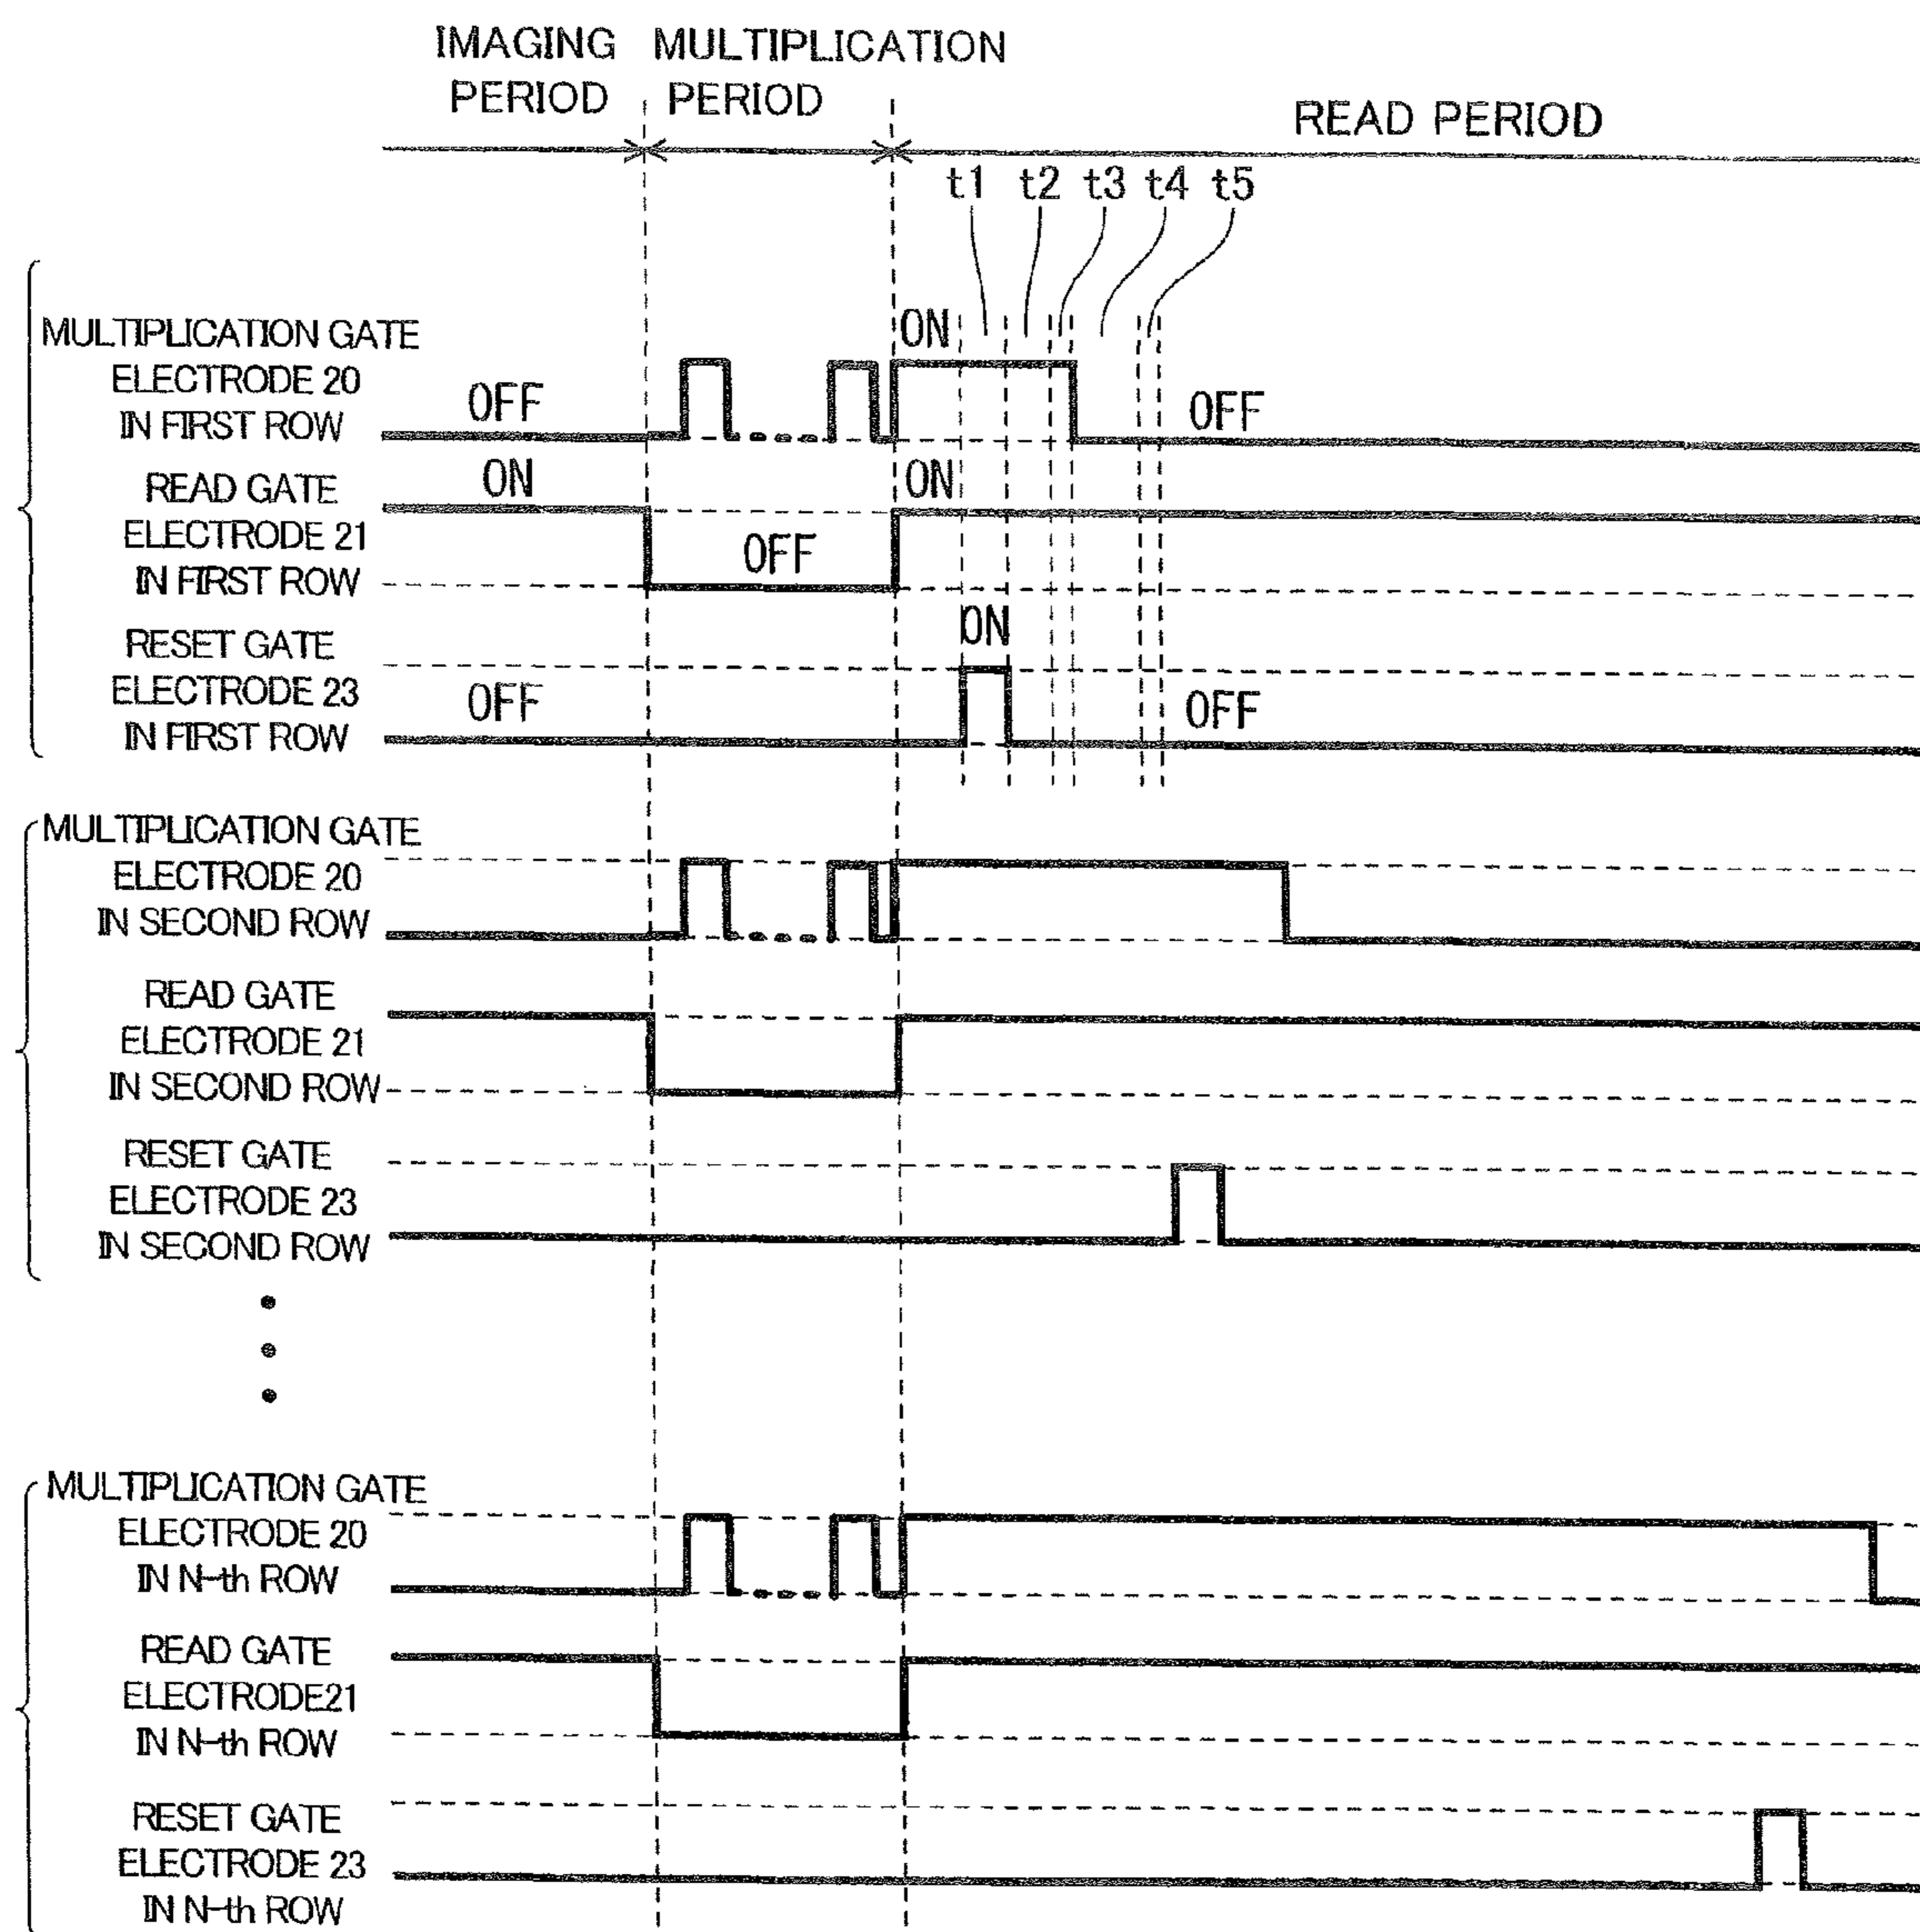 IMAGING MULTIPLICATION
PERIOD PERIOD
READ PERIOD
t1 t2 t3 t4 t5
MULTIPLICATION GATE
ELECTRODE 20
IN FIRST ROW
OFF
ON
OFF
READ GATE
ELECTRODE 21
IN FIRST ROW
ON
OFF
ON
RESET GATE
ELECTRODE 23
IN FIRST ROW
OFF
ON
OFF
MULTIPLICATION GATE
ELECTRODE 20
IN SECOND ROW
READ GATE
ELECTRODE 21
IN SECOND ROW
RESET GATE
ELECTRODE 23
IN SECOND ROW
MULTIPLICATION GATE
ELECTRODE 20
IN N-th ROW
READ GATE
ELECTRODE21
IN N-th ROW
RESET GATE
ELECTRODE 23
IN N-th ROW